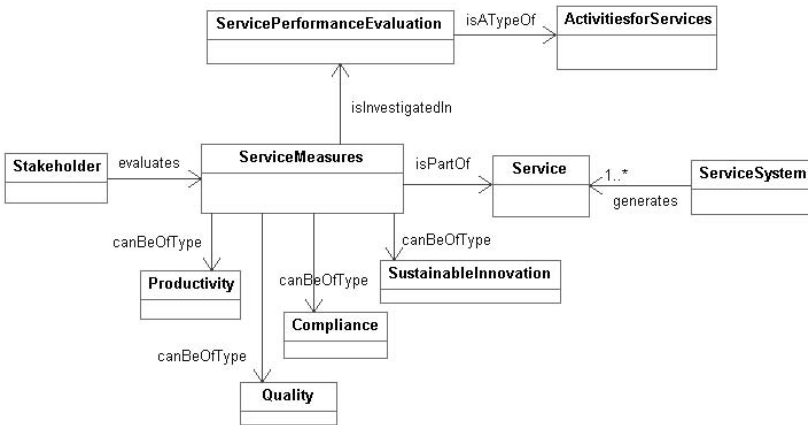 ServicePerformanceEvaluation
isATypeOf
ActivitiesforServices
isInvestigatedIn
Stakeholder
evaluates
ServiceMeasures
isPartOf
Service
1..*
generates
ServiceSystem
canBeOfType
Productivity
canBeOfType
SustainableInnovation
canBeOfType
Compliance
canBeOfType
Quality